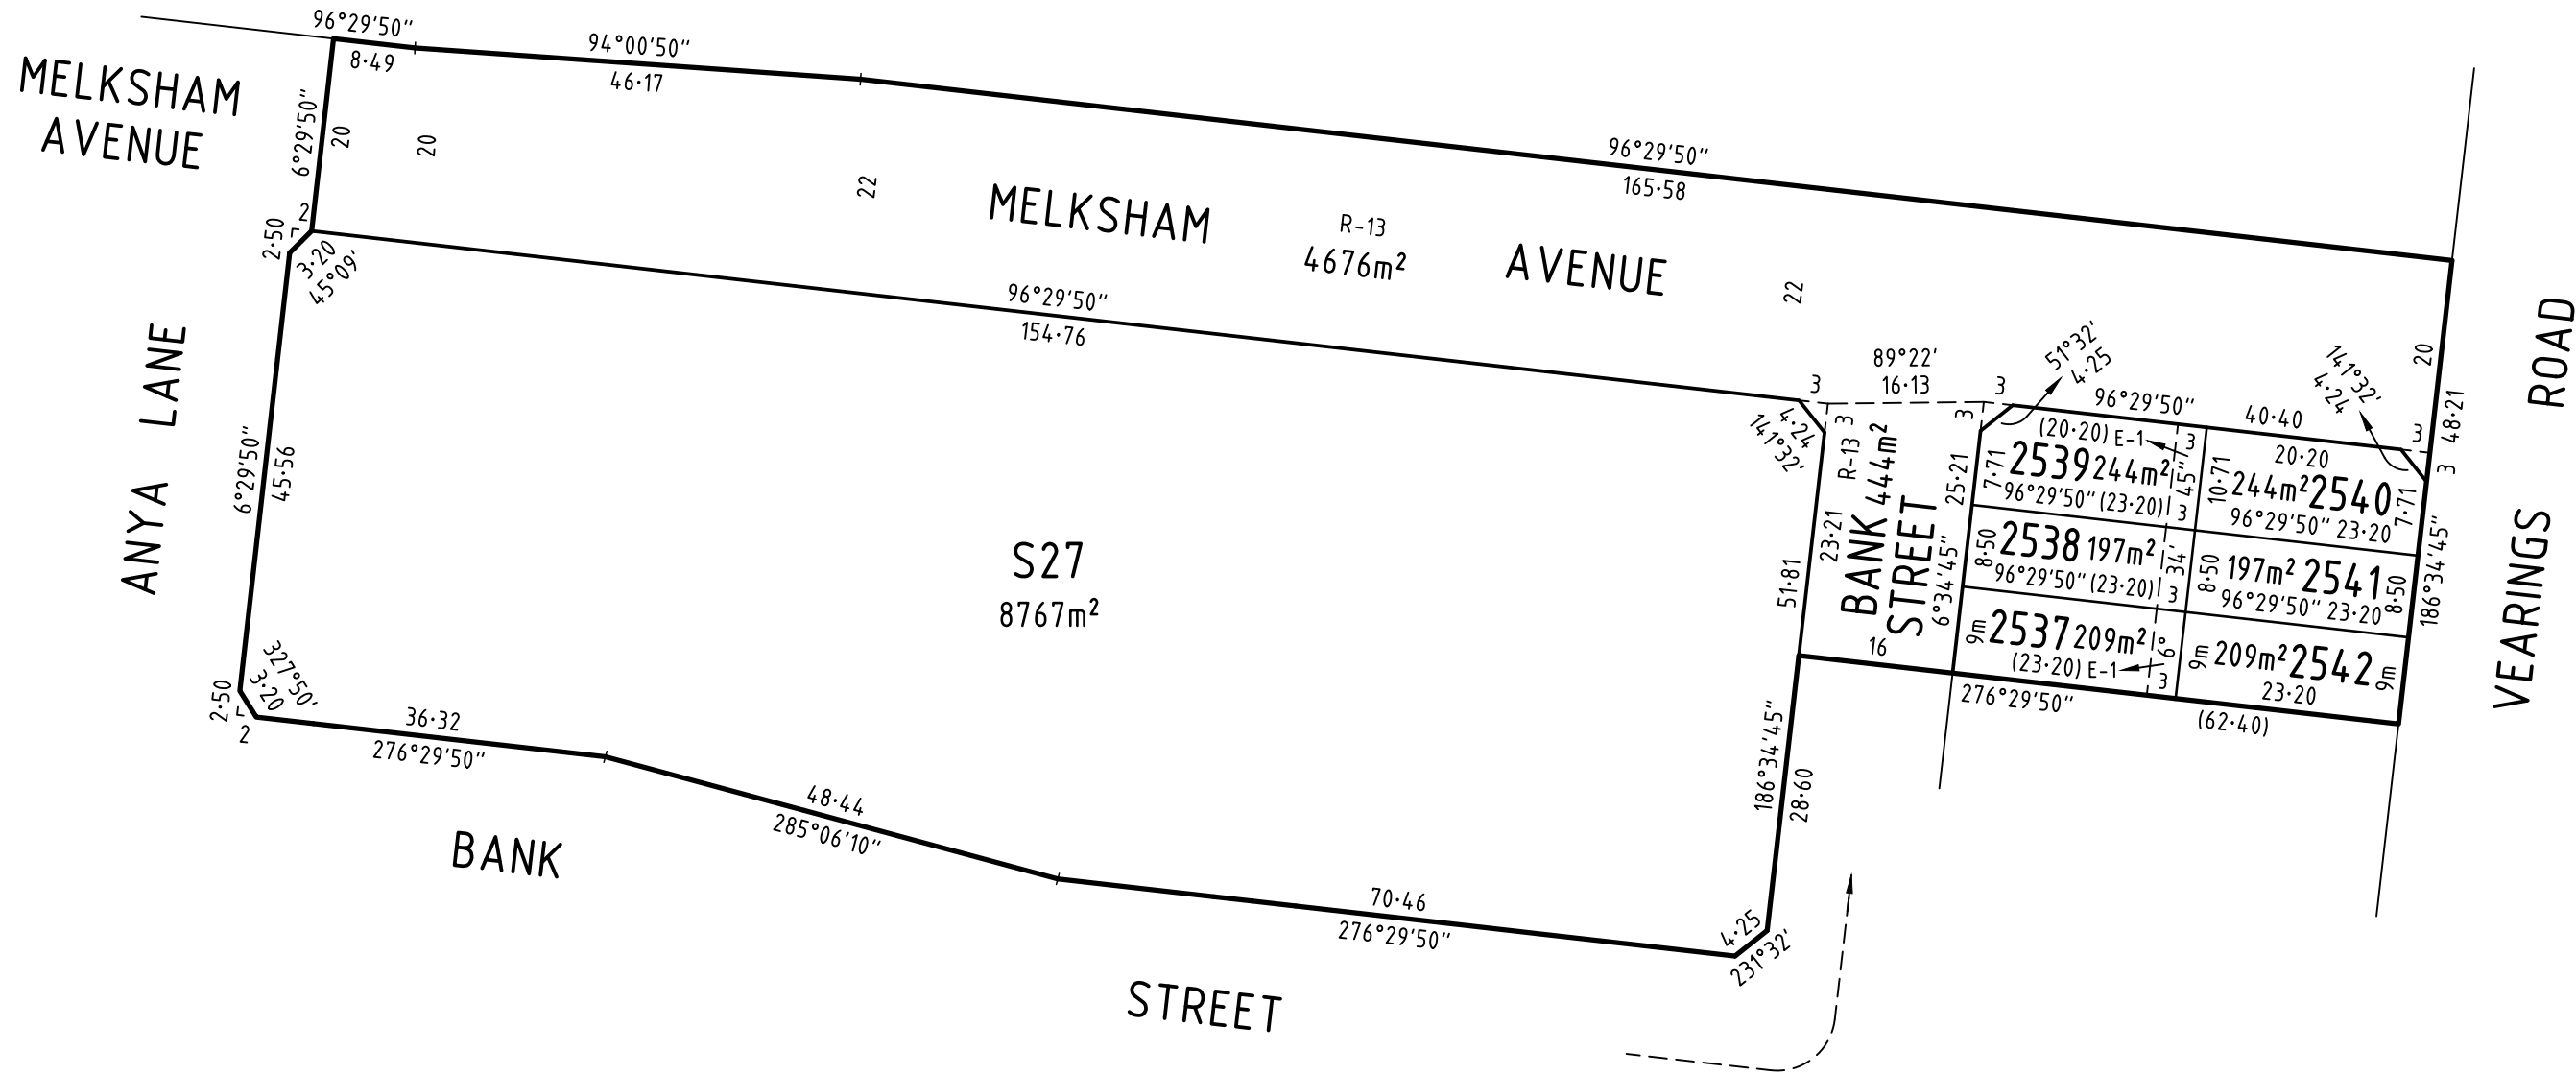 96°29'50"
8·49
94°00'50"
46·17
MELKSHAM
AVENUE
6°29'50"
20
20
22
96°29'50"
165·58
MELKSHAM
AVENUE
R-13
4676m²
22
2
2·50
3·20
45°09'
96°29'50"
154·76
ANYA LANE
6°29'50"
45·56
S27
8767m²
3
89°22'
16·13
3
51°32'
4·25
141°32'
4·24
20
48·21
ROAD
96°29'50"
40·40
3
3
4·24
141°32'
3
R-13
444m²
BANK
STREET
3
25·21
6°34'45"
23·21
51·81
16
7·71
(20·20) E-1
3
2539 244m²
45"
96°29'50" (23·20)
3
10·71
20·20
244m² 2540
7·71
96°29'50" 23·20
8·50
2538 197m²
34'
96°29'50" (23·20)
3
8·50
197m² 2541
8·50
96°29'50" 23·20
9m
2537 209m²
6°
(23·20) E-1
3
9m
209m² 2542
9m
23·20
186°34'45"
VEARINGS
276°29'50"
(62·40)
186°34'45"
28·60
327°50'
3·20
2·50
2
36·32
276°29'50"
48·44
285°06'10"
70·46
276°29'50"
4·25
231°32'
BANK
STREET